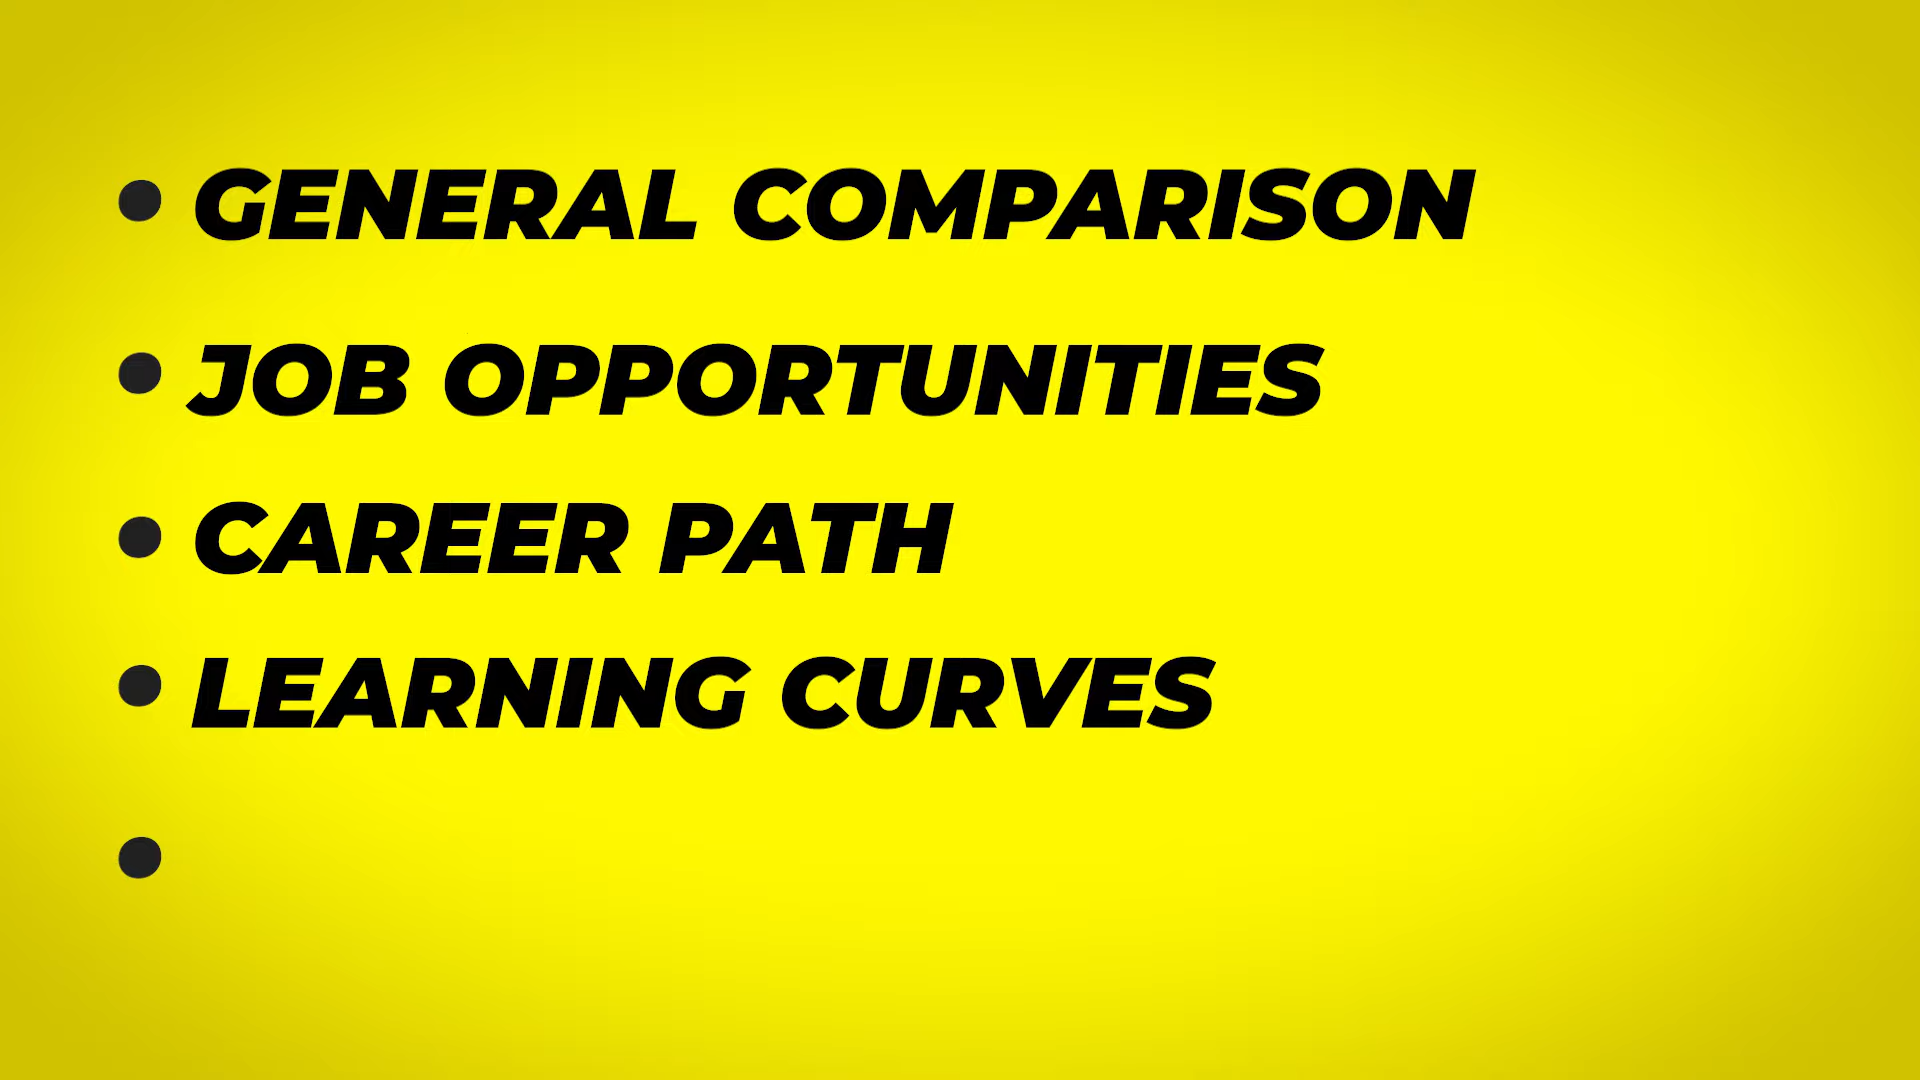 • GENERAL COMPARISON
• JOB OPPORTUNITIES
• CAREER PATH
• LEARNING CURVES
•